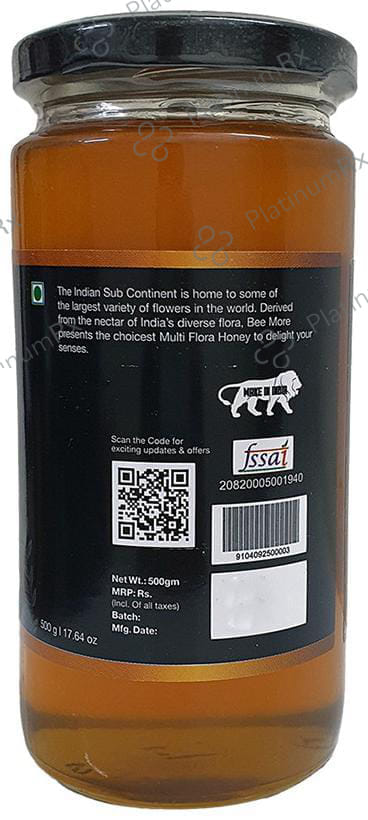 PlatinumRx
The Indian Sub Continent is home to some of
the largest variety of flowers in the world. Derived
from the nectar of India's diverse flora, Bee More
presents the choicest Multi Flora Honey to delight your
senses.
MAKE IN INDIA
Scan the Code for
exciting updates & offers
fssai
20820005001940
9104092500003
Net Wt.: 500gm
MRP: Rs.
(incl. Of all taxes)
Batch:
Mfg. Date:
500 g | 17.64 oz